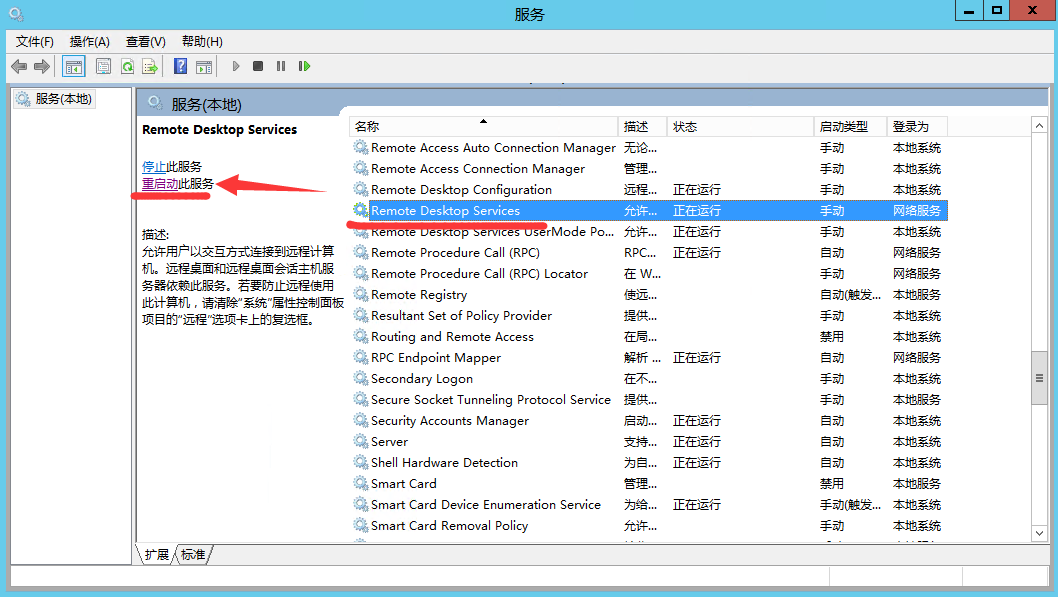 服务
文件(F) 操作(A) 查看(V) 帮助(H)
服务(本地)
服务(本地)
Remote Desktop Services
停止此服务
重启动此服务
描述:
允许用户以交互方式连接到远程计算
机。远程桌面和远程桌面会话主机服
务器依赖此服务。若要防止远程使用
此计算机，请清除“系统”属性控制面板
项目的“远程”选项卡上的复选框。
名称 描述 状态 启动类型 登录为
Remote Access Auto Connection Manager 无论... 手动 本地系统
Remote Access Connection Manager 管理... 手动 本地系统
Remote Desktop Configuration 远程... 正在运行 手动 本地系统
Remote Desktop Services 允许... 正在运行 手动 网络服务
Remote Desktop Services UserMode Po... 允许... 正在运行 手动 本地系统
Remote Procedure Call (RPC) RPC... 正在运行 自动 网络服务
Remote Procedure Call (RPC) Locator 在 W... 手动 网络服务
Remote Registry 使远... 自动(触发... 本地服务
Resultant Set of Policy Provider 提供... 手动 本地系统
Routing and Remote Access 在局... 禁用 本地系统
RPC Endpoint Mapper 解析 ... 正在运行 自动 网络服务
Secondary Logon 在不... 手动 本地系统
Secure Socket Tunneling Protocol Service 提供... 手动 本地服务
Security Accounts Manager 启动... 正在运行 自动 本地系统
Server 支持... 正在运行 自动 本地系统
Shell Hardware Detection 为自... 正在运行 自动 本地系统
Smart Card 管理... 禁用 本地服务
Smart Card Device Enumeration Service 为给... 正在运行 手动(触发... 本地系统
Smart Card Removal Policy 允许... 手动 本地系统
扩展 标准